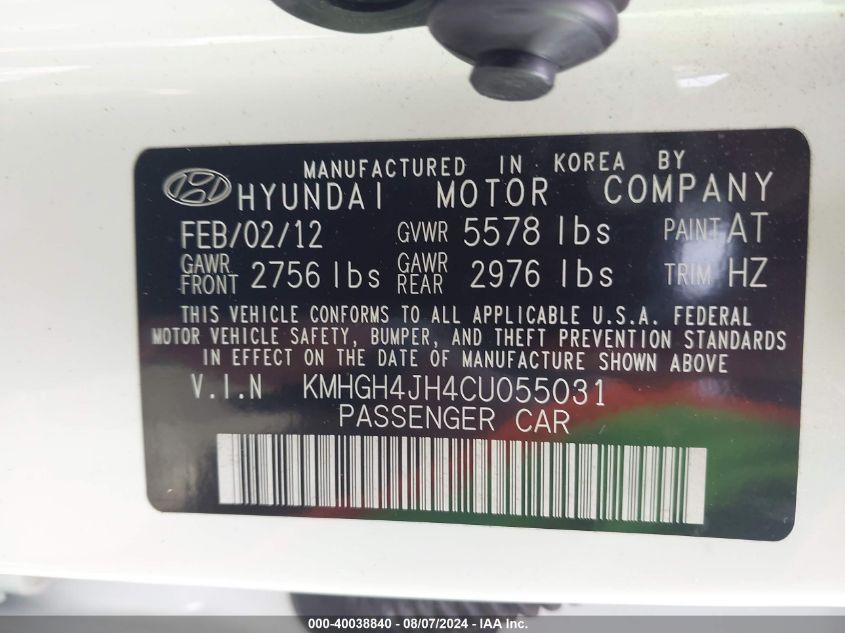 MANUFACTURED IN KOREA BY
HYUNDAI MOTOR COMPANY
FEB/02/12 GVWR 5578 lbs PAINT AT
GAWR FRONT 2756 lbs GAWR REAR 2976 lbs TRIM HZ
THIS VEHICLE CONFORMS TO ALL APPLICABLE U.S.A. FEDERAL
MOTOR VEHICLE SAFETY, BUMPER, AND THEFT PREVENTION STANDARDS
IN EFFECT ON THE DATE OF MANUFACTURE SHOWN ABOVE
V.I.N KMHGH4JH4CU055031
PASSENGER CAR
000-40038840 - 08/07/2024 - IAA Inc.